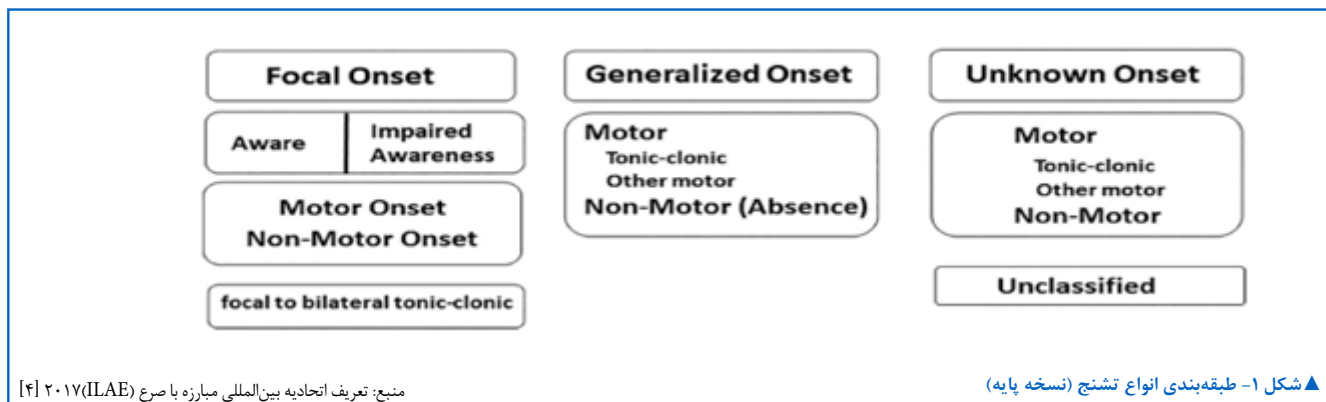 Focal Onset
Aware
Impaired
Awareness
Motor Onset
Non-Motor Onset
focal to bilateral tonic-clonic
Generalized Onset
Motor
Tonic-clonic
Other motor
Non-Motor (Absence)
Unknown Onset
Motor
Tonic-clonic
Other motor
Non-Motor
Unclassified
▲شکل ۱- طبقه‌بندی انواع تشنج (نسخه پایه)
منبع: تعریف اتحادیه بین‌المللی مبارزه با صرع (ILAE)۲۰۱۷ [۴]